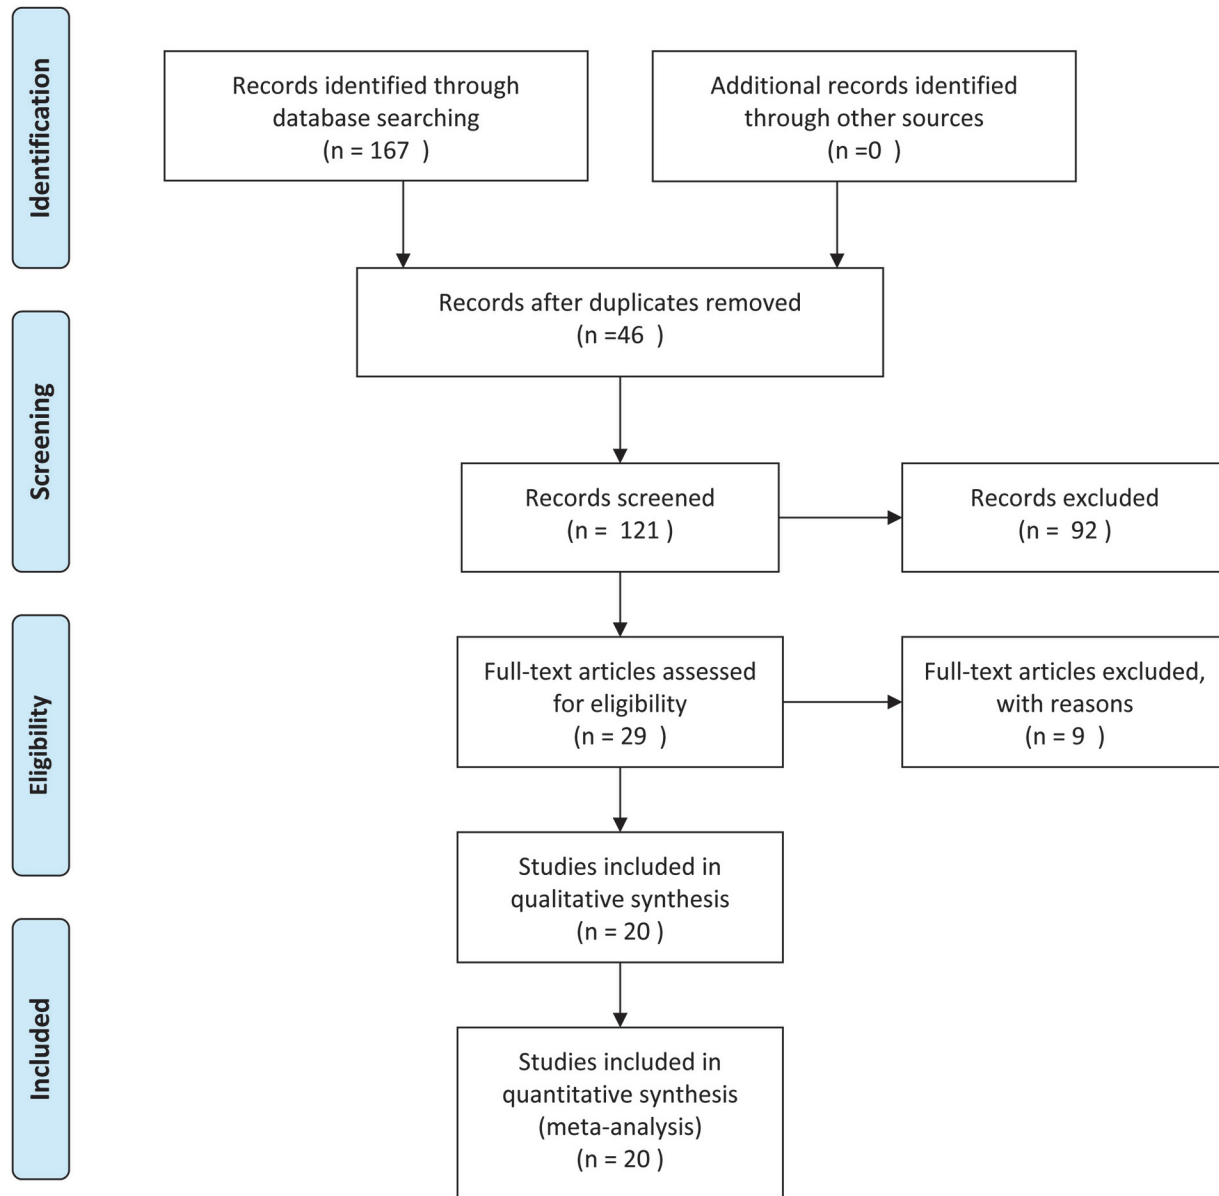 Identification
Records identified through
database searching
(n = 167  )
Additional records identified
through other sources
(n =0  )
Records after duplicates removed
(n =46  )
Screening
Records screened
(n =  121 )
Records excluded
(n =  92 )
Eligibility
Full-text articles assessed
for eligibility
(n = 29  )
Full-text articles excluded,
with reasons
(n = 9  )
Studies included in
qualitative synthesis
(n = 20 )
Included
Studies included in
quantitative synthesis
(meta-analysis)
(n = 20 )